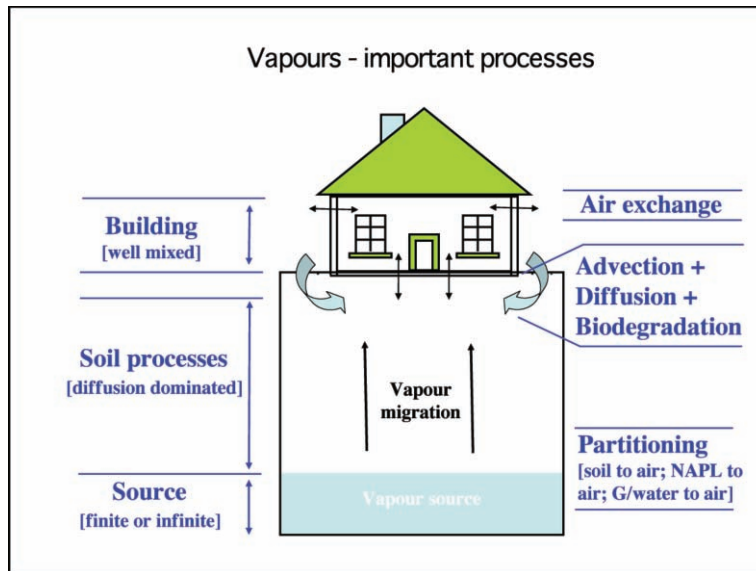 Vapours - important processes
Building
[well mixed]
Air exchange
Advection +
Diffusion +
Biodegradation
Soil processes
[diffusion dominated]
Vapour
migration
Partitioning
[soil to air; NAPL to
air; G/water to air]
Source
[finite or infinite]
Vapour source